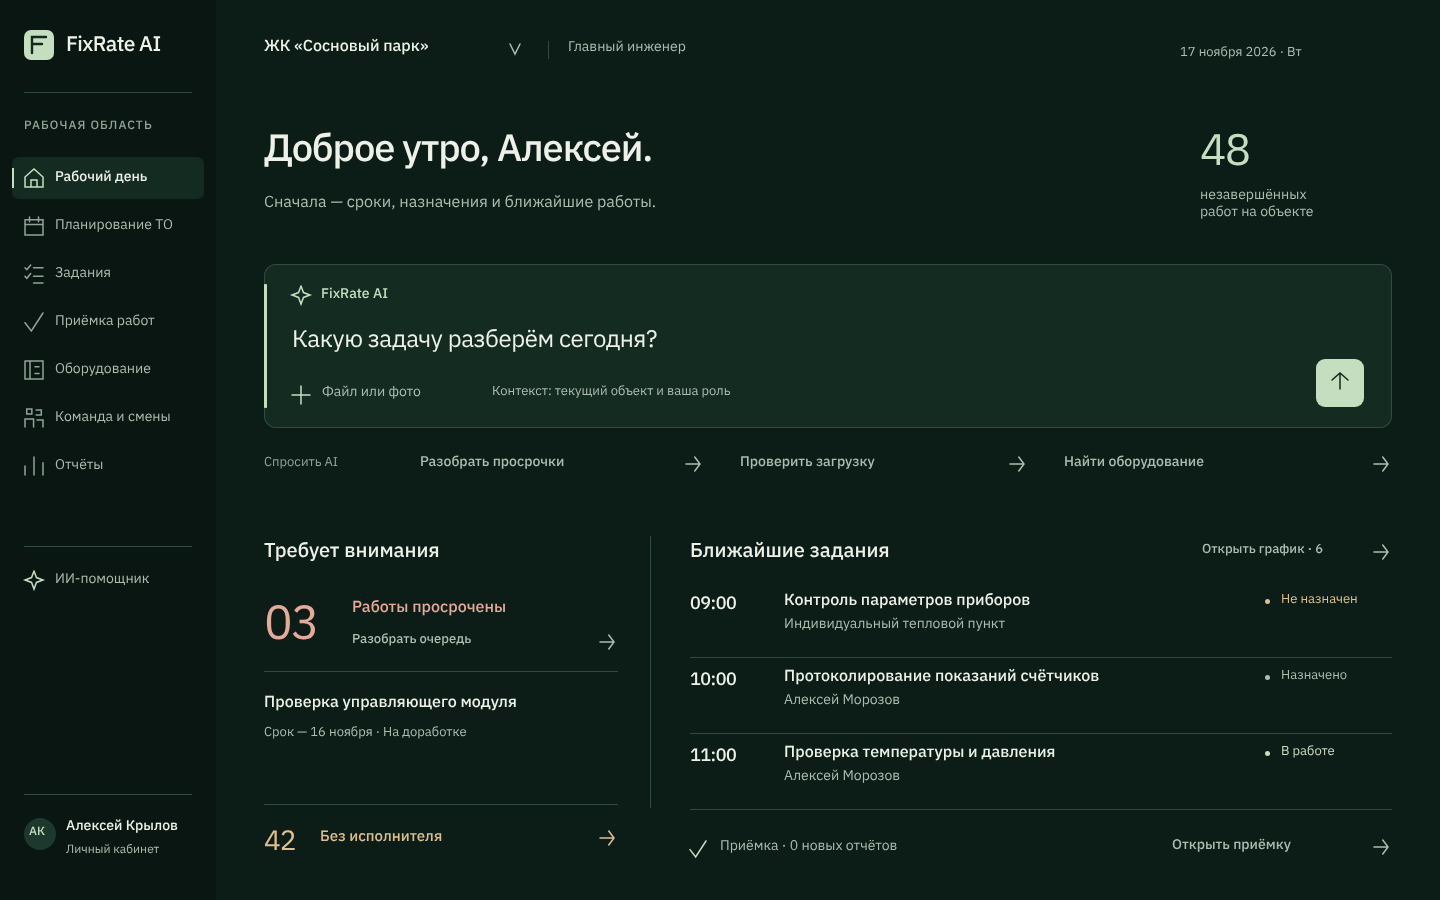 FixRate AI
РАБОЧАЯ ОБЛАСТЬ
Рабочий день
Планирование ТО
Задания
Приёмка работ
Оборудование
Команда и смены
Отчёты
ИИ-помощник
АК
Алексей Крылов
Личный кабинет
ЖК «Сосновый парк»
Главный инженер
17 ноября 2026 · Вт
Доброе утро, Алексей.
Сначала — сроки, назначения и ближайшие работы.
48
незавершённых
работ на объекте
FixRate AI
Какую задачу разберём сегодня?
Файл или фото
Контекст: текущий объект и ваша роль
Спросить AI
Разобрать просрочки
Проверить загрузку
Найти оборудование
Требует внимания
03
Работы просрочены
Разобрать очередь
Проверка управляющего модуля
Срок — 16 ноября · На доработке
42
Без исполнителя
Ближайшие задания
Открыть график · 6
09:00
Контроль параметров приборов
Индивидуальный тепловой пункт
Не назначен
10:00
Протоколирование показаний счётчиков
Алексей Морозов
Назначено
11:00
Проверка температуры и давления
Алексей Морозов
В работе
Приёмка · 0 новых отчётов
Открыть приёмку